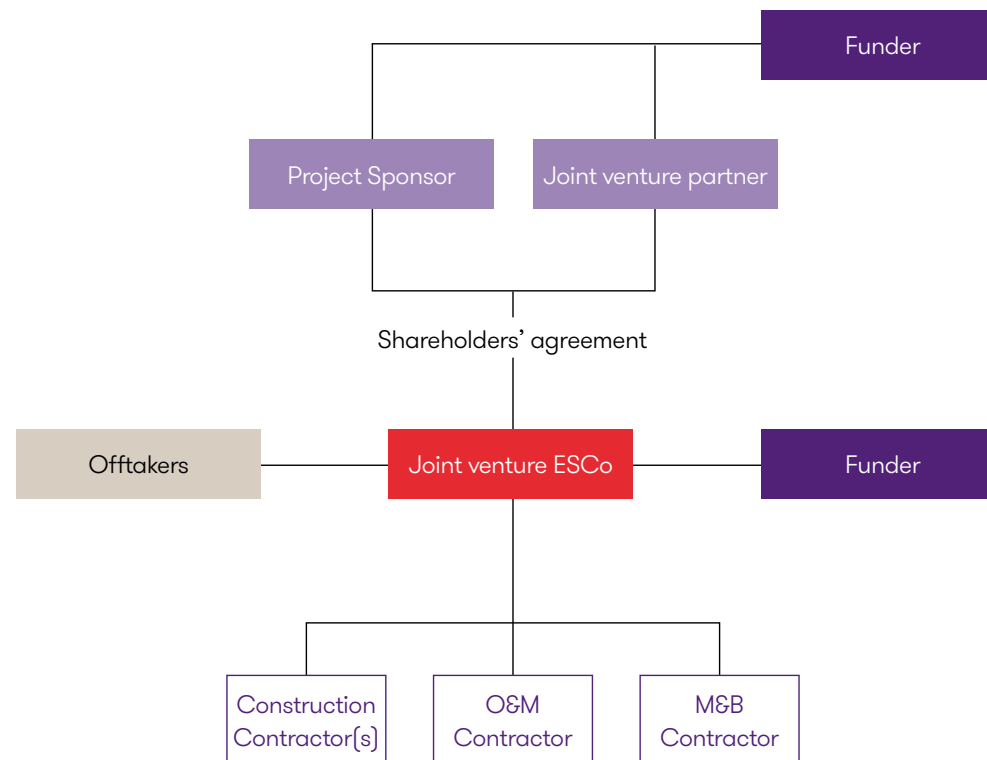 Funder
Project Sponsor
Joint venture partner
Shareholders’ agreement
Offtakers
Joint venture ESCo
Funder
Construction
Contractor(s)
O&M
Contractor
M&B
Contractor